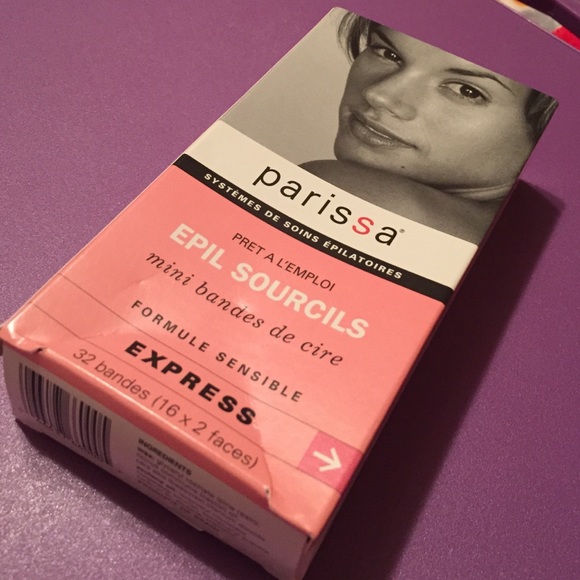 parissa®
SYSTÈMES DE SOINS ÉPILATOIRES
PRET A L'EMPLOI
EPIL SOURCILS
mini bandes de cire
FORMULE SENSIBLE
EXPRESS
32 bandes (16 x 2 faces)
INGREDIENTS